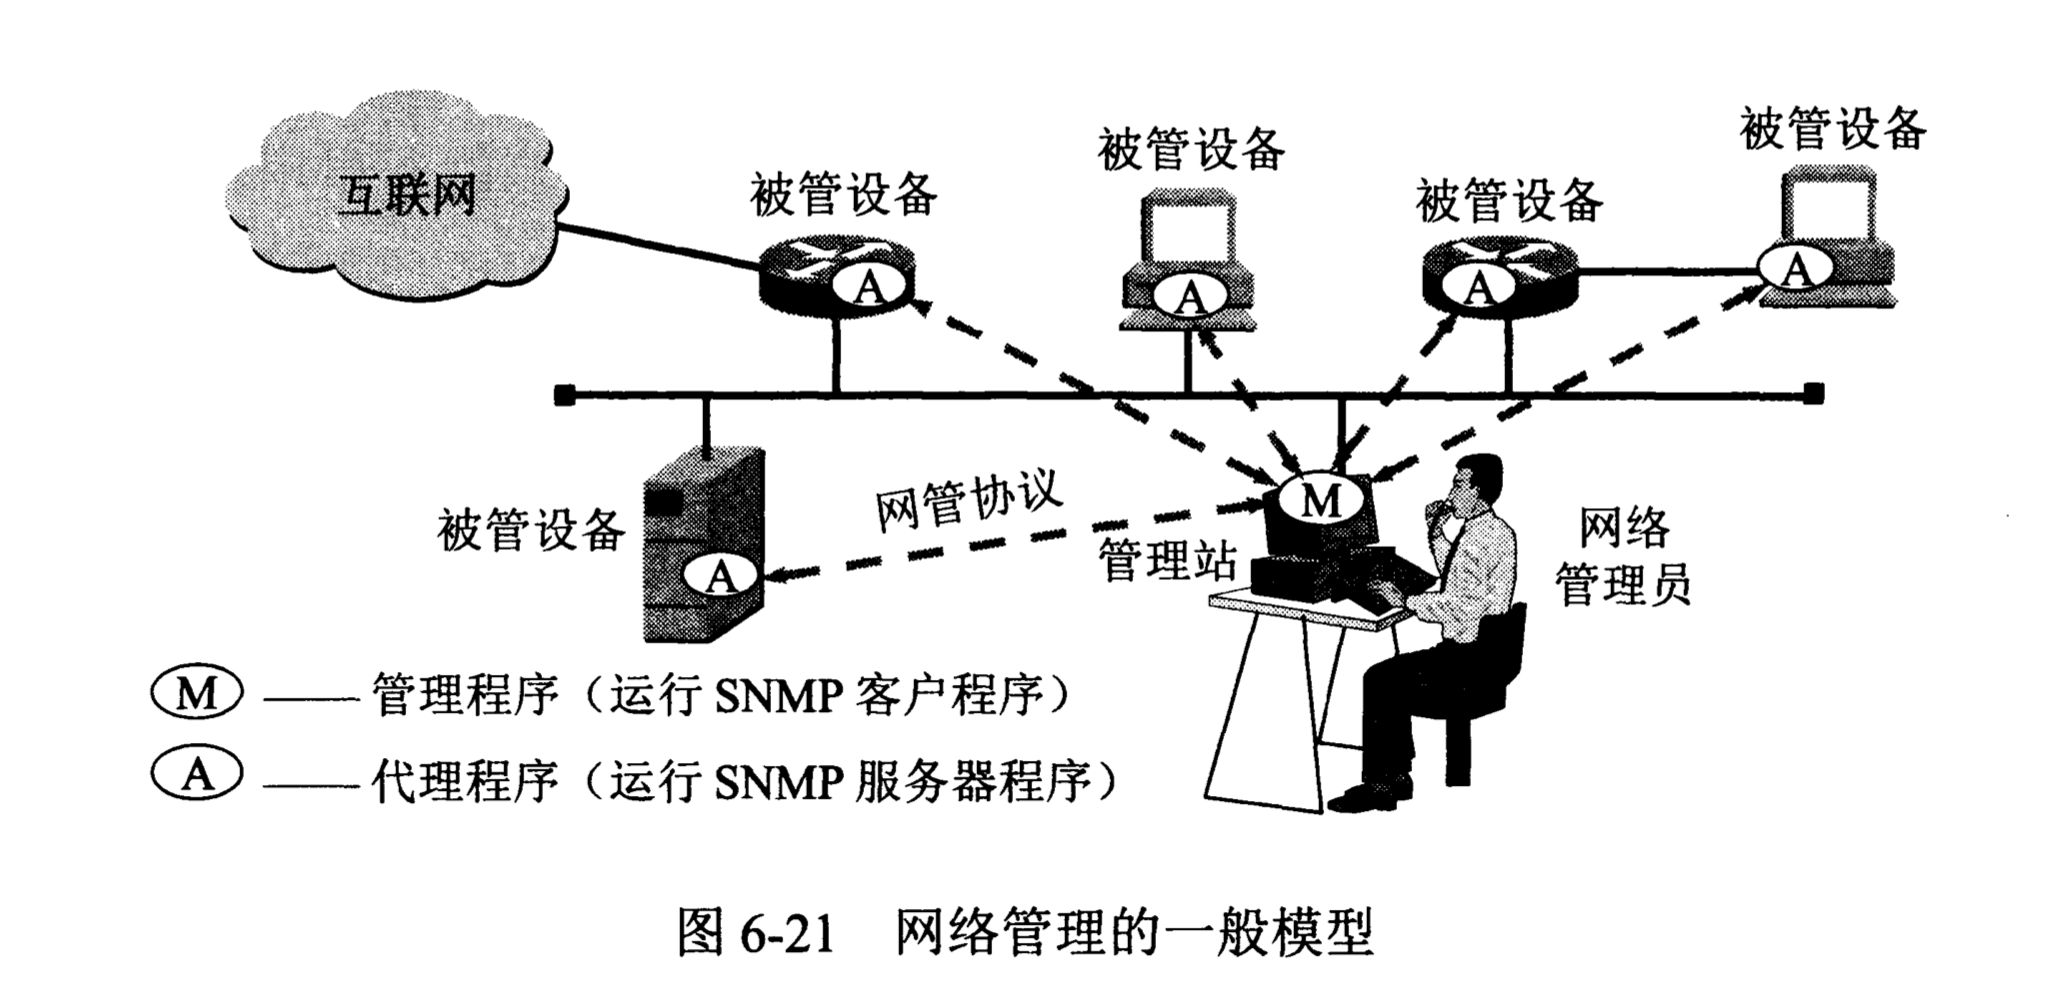 互联网
被管设备
被管设备
被管设备
被管设备
A
A
A
A
被管设备
A
网管协议
M
管理站
网络
管理员
M —— 管理程序（运行 SNMP 客户程序）
A —— 代理程序（运行 SNMP 服务器程序）
图 6-21 网络管理的一般模型